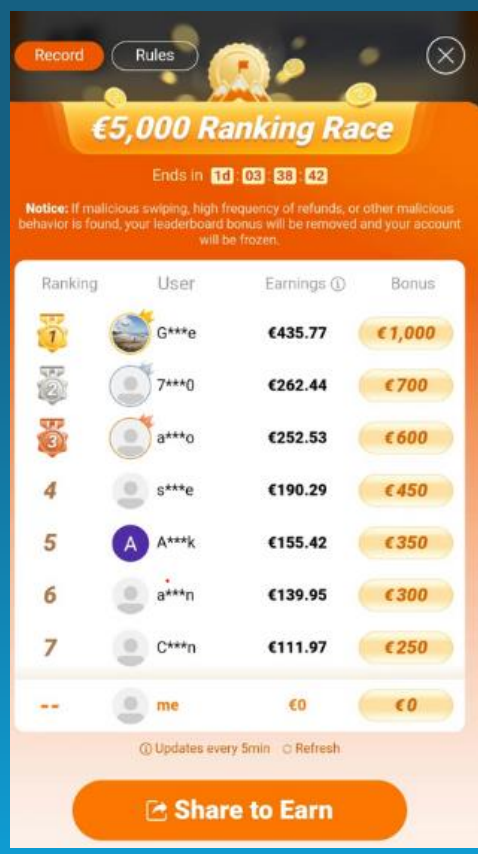 Record Rules
€5,000 Ranking Race
Ends in 1d : 03 : 38 : 42
Notice: If malicious swiping, high frequency of refunds, or other malicious
behavior is found, your leaderboard bonus will be removed and your account
will be frozen.
Ranking User Earnings Bonus
1 G***e €435.77 €1,000
2 7***0 €262.44 €700
3 a***o €252.53 €600
4 s***e €190.29 €450
5 A A***k €155.42 €350
6 a***n €139.95 €300
7 C***n €111.97 €250
-- me €0 €0
Updates every 5min Refresh
Share to Earn